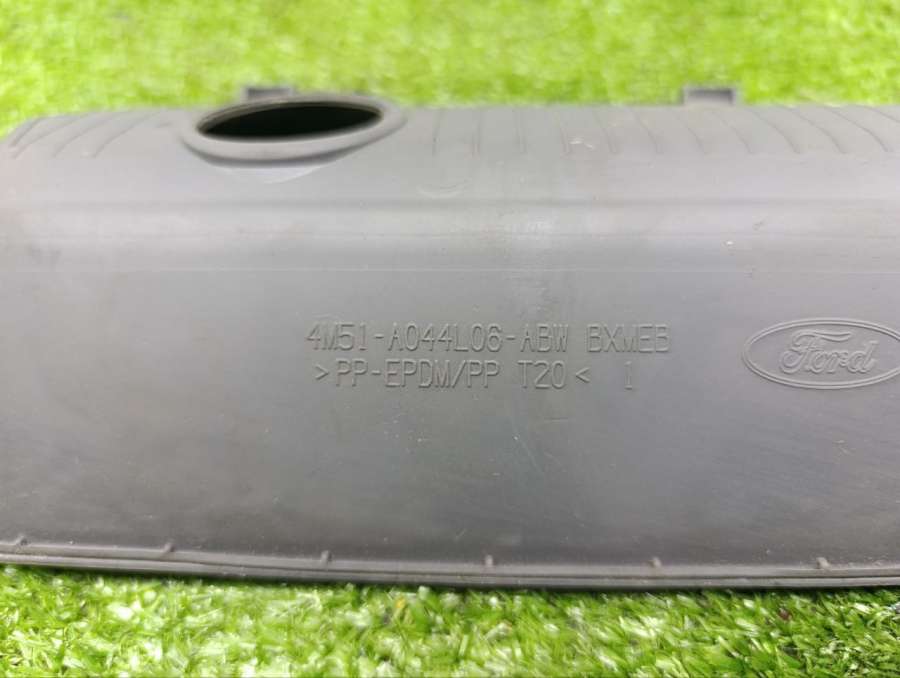 4M51-A044L06-ABW BXMEB
>PP-EPDM/PP T20< 1
Ford